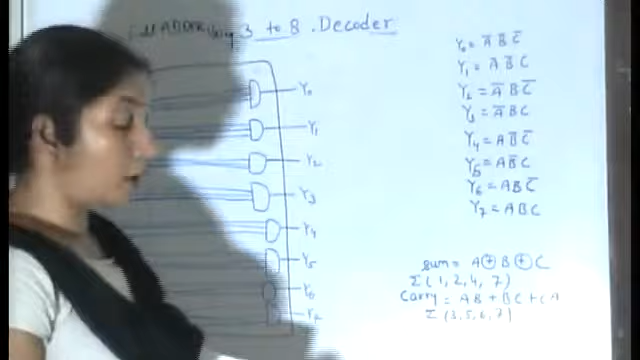 3 to 8 . Decoder
Y₀
Y₁
Y₂
Y₃
Y₄
Y₅
Y₆
Y₀ = A̅ B̅ C̅
Y₁ = A̅ B̅ C
Y₂ = A̅ B C̅
Y₃ = A̅ B C
Y₄ = A B̅ C̅
Y₅ = A B̅ C
Y₆ = A B C̅
Y₇ = A B C
Sum = A ⊕ B ⊕ C
Σ (1, 2, 4, 7)
Carry = AB + BC + CA
Σ (3, 5, 6, 7)